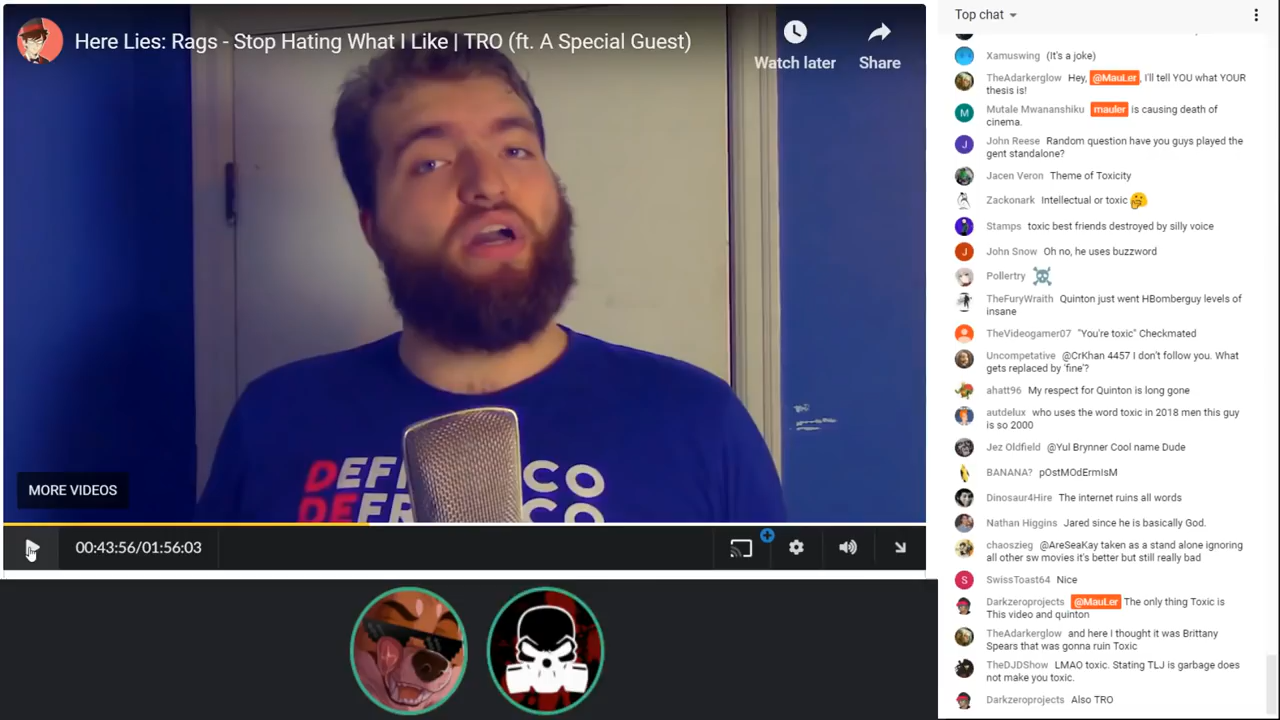 Here Lies: Rags - Stop Hating What I Like | TRO (ft. A Special Guest)
Watch later
Share
MORE VIDEOS
00:43:56/01:56:03
Top chat
Xamuswing (It's a joke)
TheAdarkerglow Hey, @MauLer, I'll tell YOU what YOUR
thesis is!
Mutale Mwananshiku mauler is causing death of
cinema.
John Reese Random question have you guys played the
gent standalone?
Jacen Veron Theme of Toxicity
Zackonark Intellectual or toxic
Stamps toxic best friends destroyed by silly voice
John Snow Oh no, he uses buzzword
Pollertry
TheFuryWraith Quinton just went HBomberguy levels of
insane
TheVideogamer07 "You're toxic" Checkmated
Uncompetative @CrKhan 4457 I don't follow you. What
gets replaced by 'fine'?
ahatt96 My respect for Quinton is long gone
autdelux who uses the word toxic in 2018 men this guy
is so 2000
Jez Oldfield @Yul Brynner Cool name Dude
BANANA? pOstMOdErmIsM
Dinosaur4Hire The internet ruins all words
Nathan Higgins Jared since he is basically God.
chaoszieg @AreSeaKay taken as a stand alone ignoring
all other sw movies it's better but still really bad
SwissToast64 Nice
Darkzeroprojects @MauLer The only thing Toxic is
This video and quinton
TheAdarkerglow and here I thought it was Brittany
Spears that was gonna ruin Toxic
TheDJDShow LMAO toxic. Stating TLJ is garbage does
not make you toxic.
Darkzeroprojects Also TRO